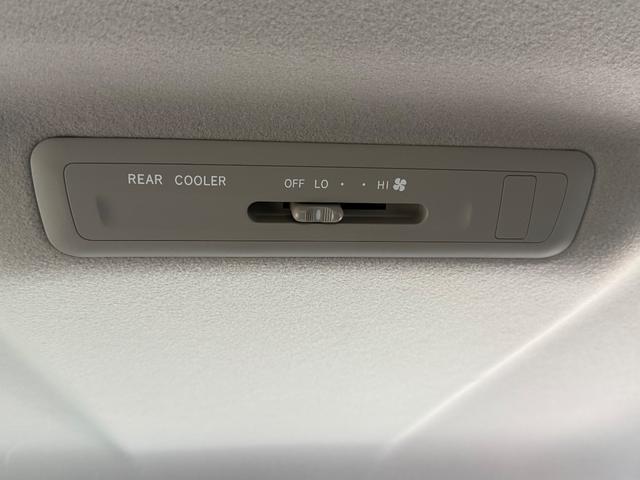 REAR COOLER OFF LO • • HI